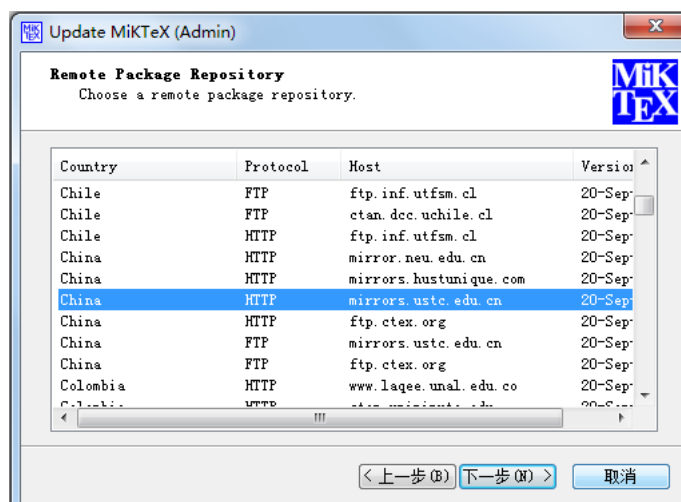 Update MiKTeX (Admin)
Remote Package Repository
Choose a remote package repository.
MiK
TEX
Country Protocol Host Version
Chile FTP ftp.inf.utfsm.cl 20-Sep-
Chile FTP ctan.dcc.uchile.cl 20-Sep-
Chile HTTP ftp.inf.utfsm.cl 20-Sep-
China HTTP mirror.neu.edu.cn 20-Sep-
China HTTP mirrors.hustunique.com 20-Sep-
China HTTP mirrors.ustc.edu.cn 20-Sep-
China HTTP ftp.ctex.org 20-Sep-
China FTP mirrors.ustc.edu.cn 20-Sep-
China FTP ftp.ctex.org 20-Sep-
Colombia HTTP www.laqee.unal.edu.co 20-Sep-
Colombia HTTP
< 上一步(B) 下一步(N) > 取消